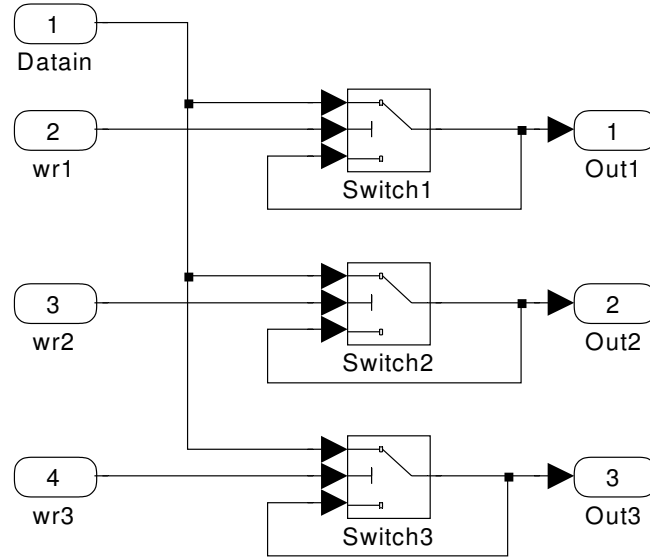 1
Datain
2
wr1
Switch1
1
Out1
3
wr2
Switch2
2
Out2
4
wr3
Switch3
3
Out3